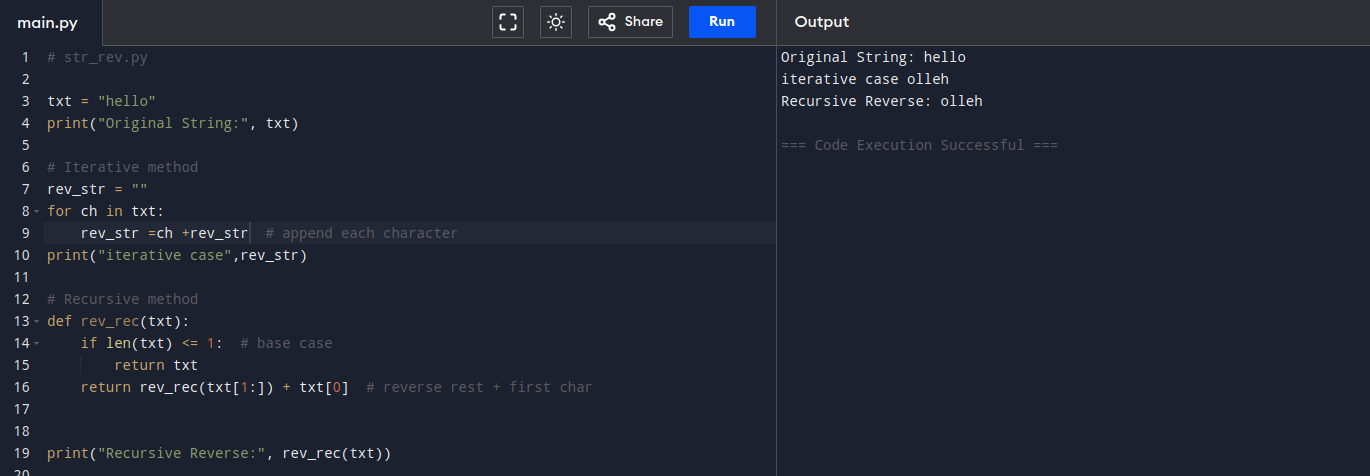 main.py
Share
Run
Output
1 # str_rev.py
2
3 txt = "hello"
4 print("Original String:", txt)
5
6 # Iterative method
7 rev_str = ""
8 for ch in txt:
9     rev_str =ch +rev_str  # append each character
10 print("iterative case",rev_str)
11
12 # Recursive method
13 def rev_rec(txt):
14     if len(txt) <= 1:  # base case
15         return txt
16     return rev_rec(txt[1:]) + txt[0]  # reverse rest + first char
17
18
19 print("Recursive Reverse:", rev_rec(txt))
20
Original String: hello
iterative case olleh
Recursive Reverse: olleh
=== Code Execution Successful ===